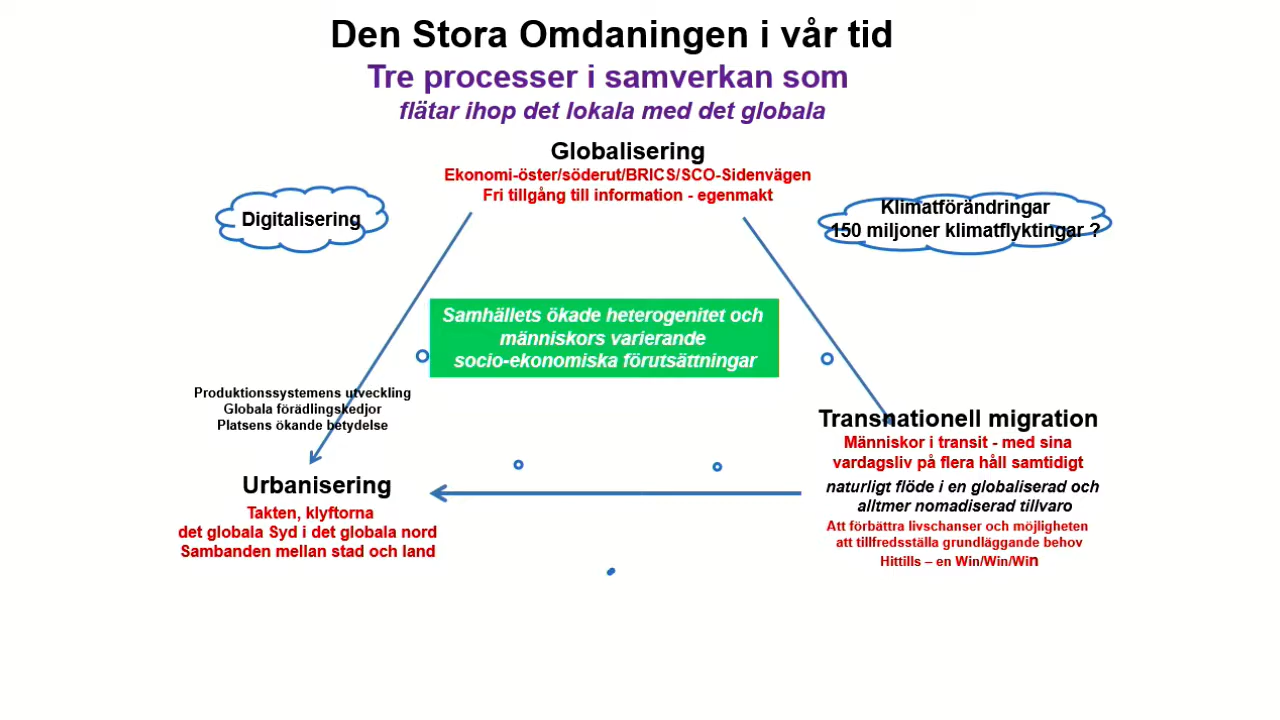 Den Stora Omdaningen i vår tid
Tre processer i samverkan som
flätar ihop det lokala med det globala
Globalisering
Ekonomi-öster/söderut/BRICS/SCO-Sidenvägen
Fri tillgång till information - egenmakt
Digitalisering
Klimatförändringar
150 miljoner klimatflyktingar ?
Samhällets ökade heterogenitet och
människors varierande
socio-ekonomiska förutsättningar
Produktionssystemens utveckling
Globala förädlingskedjor
Platsens ökande betydelse
Transnationell migration
Människor i transit - med sina
vardagsliv på flera håll samtidigt
naturligt flöde i en globaliserad och
alltmer nomadiserad tillvaro
Att förbättra livschanser och möjligheten
att tillfredsställa grundläggande behov
Hittills – en Win/Win/Win
Urbanisering
Takten, klyftorna
det globala Syd i det globala nord
Sambanden mellan stad och land